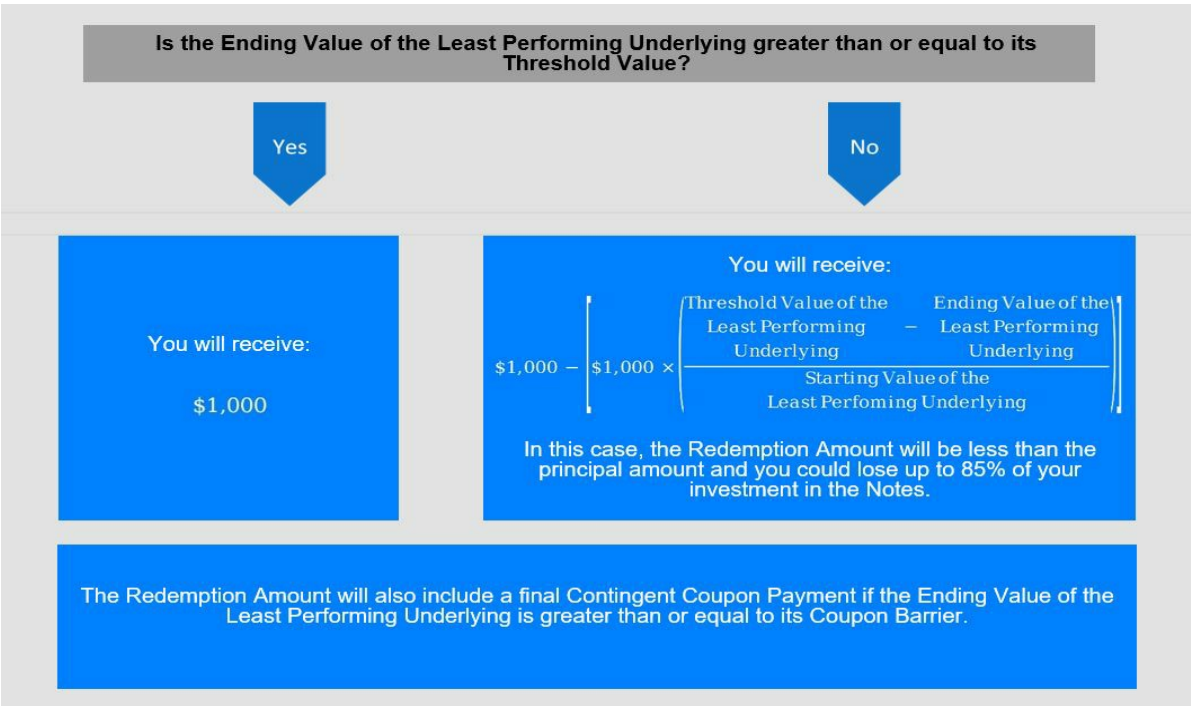 Is the Ending Value of the Least Performing Underlying greater than or equal to its
Threshold Value?
Yes
No
You will receive:
$1,000
You will receive:
$1,000 − [$1,000 × (
Threshold Value of the − Ending Value of the
Least Performing Least Performing
Underlying Underlying
Starting Value of the
Least Perfoming Underlying
)]
In this case, the Redemption Amount will be less than the
principal amount and you could lose up to 85% of your
investment in the Notes.
The Redemption Amount will also include a final Contingent Coupon Payment if the Ending Value of the
Least Performing Underlying is greater than or equal to its Coupon Barrier.